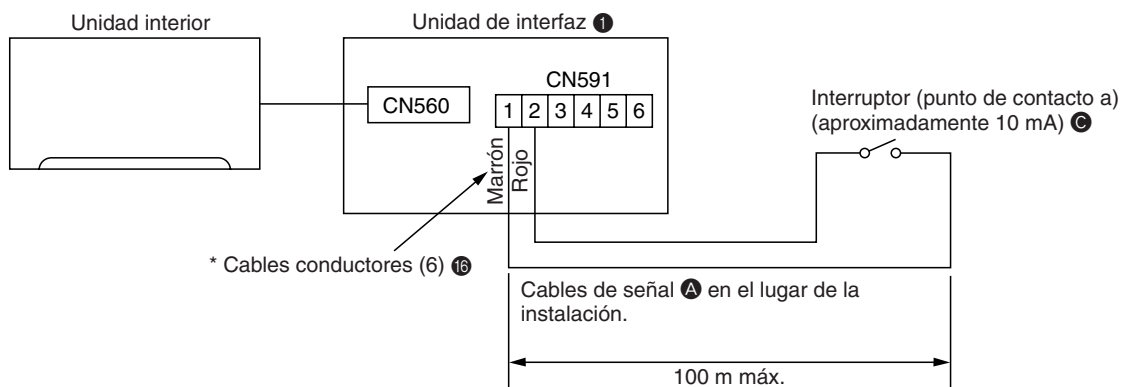 Unidad interior
Unidad de interfaz ❶
CN560
CN591
1 2 3 4 5 6
Interruptor (punto de contacto a)
(aproximadamente 10 mA) 🅒
Marrón
Rojo
* Cables conductores (6) ⓰
Cables de señal 🅐 en el lugar de la
instalación.
100 m máx.